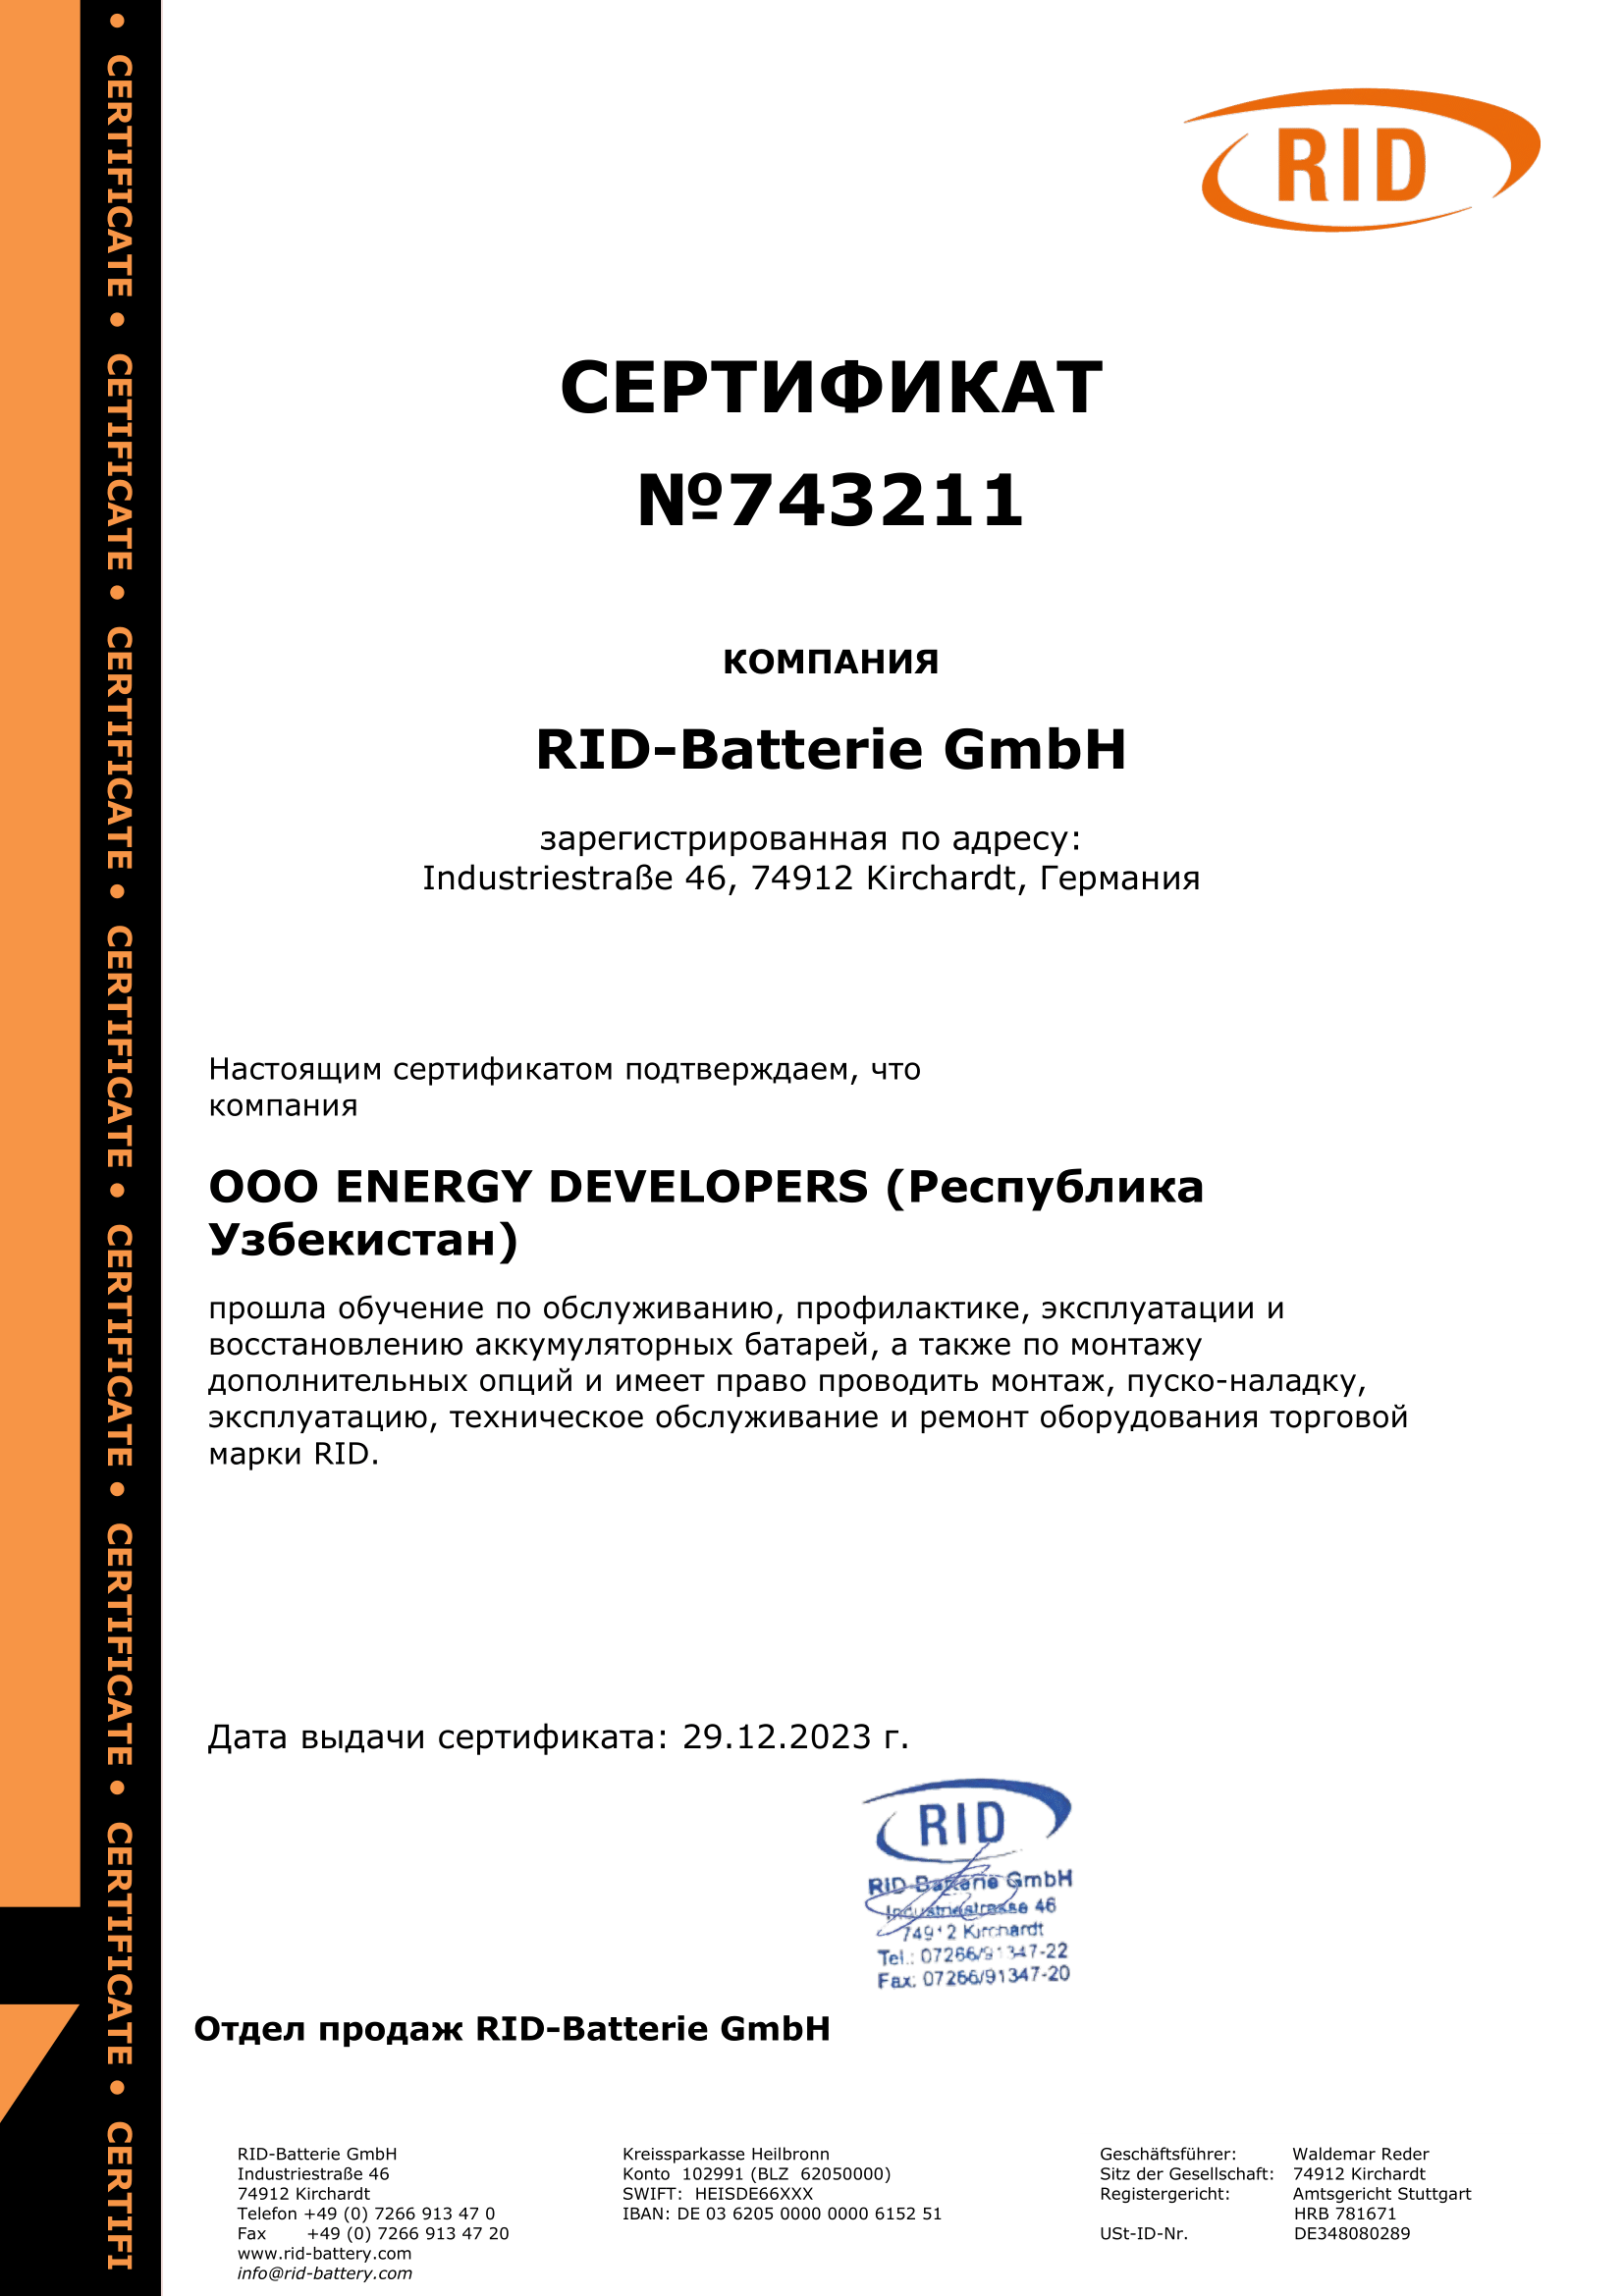 • CERTIFICATE • CETIFICATE • CERTIFICATE • CERTIFICATE • CERTIFICATE • CERTIFICATE • CERTIFICATE • CERTIFI
RID
СЕРТИФИКАТ
№743211
КОМПАНИЯ
RID-Batterie GmbH
зарегистрированная по адресу:
Industriestraße 46, 74912 Kirchardt, Германия
Настоящим сертификатом подтверждаем, что
компания
ООО ENERGY DEVELOPERS (Республика
Узбекистан)
прошла обучение по обслуживанию, профилактике, эксплуатации и
восстановлению аккумуляторных батарей, а также по монтажу
дополнительных опций и имеет право проводить монтаж, пуско-наладку,
эксплуатацию, техническое обслуживание и ремонт оборудования торговой
марки RID.
Дата выдачи сертификата: 29.12.2023 г.
RID
RID-Batterie GmbH
Industriestrasse 46
74912 Kirchardt
Tel.: 07266/91347-22
Fax: 07266/91347-20
Отдел продаж RID-Batterie GmbH
RID-Batterie GmbH
Industriestraße 46
74912 Kirchardt
Telefon +49 (0) 7266 913 47 0
Fax +49 (0) 7266 913 47 20
www.rid-battery.com
info@rid-battery.com
Kreissparkasse Heilbronn
Konto 102991 (BLZ 62050000)
SWIFT: HEISDE66XXX
IBAN: DE 03 6205 0000 0000 6152 51
Geschäftsführer: Waldemar Reder
Sitz der Gesellschaft: 74912 Kirchardt
Registergericht: Amtsgericht Stuttgart
HRB 781671
USt-ID-Nr. DE348080289